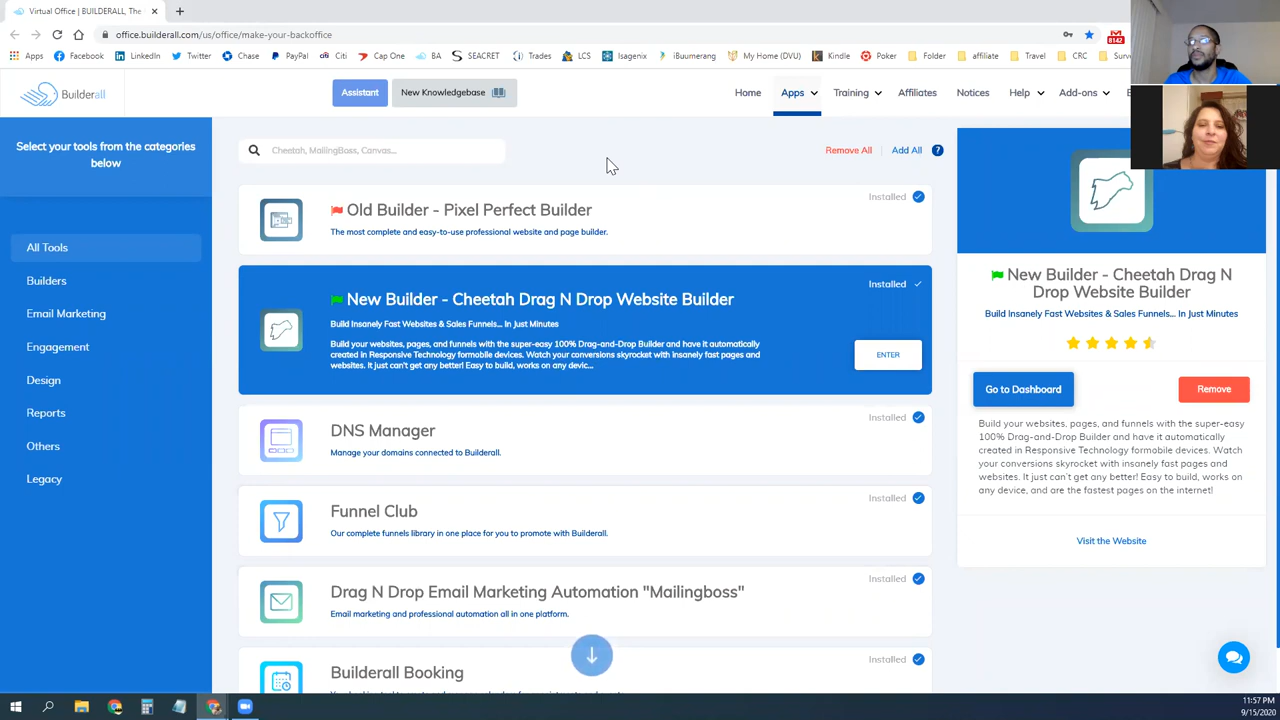 Virtual Office | BUILDERALL, The
office.builderall.com/us/office/make-your-backoffice
Apps Facebook LinkedIn Twitter Chase PayPal Citi Cap One BA SEACRET Trades LCS Isagenix iBuumerang My Home (DVU) Kindle Poker Folder affiliate Travel CRC Surv
8142
Builderall
Assistant
New Knowledgebase
Home Apps Training Affiliates Notices Help Add-ons
Select your tools from the categories
below
All Tools
Builders
Email Marketing
Engagement
Design
Reports
Others
Legacy
Cheetah, MailingBoss, Canvas...
Remove All Add All ?
Old Builder - Pixel Perfect Builder
Installed
The most complete and easy-to-use professional website and page builder.
New Builder - Cheetah Drag N Drop Website Builder
Installed
Build Insanely Fast Websites & Sales Funnels... In Just Minutes
Build your websites, pages, and funnels with the super-easy 100% Drag-and-Drop Builder and have it automatically
created in Responsive Technology formobile devices. Watch your conversions skyrocket with insanely fast pages and
websites. It just can't get any better! Easy to build, works on any devic...
ENTER
DNS Manager
Installed
Manage your domains connected to Builderall.
Funnel Club
Installed
Our complete funnels library in one place for you to promote with Builderall.
Drag N Drop Email Marketing Automation "Mailingboss"
Installed
Email marketing and professional automation all in one platform.
Builderall Booking
Installed
New Builder - Cheetah Drag N
Drop Website Builder
Build Insanely Fast Websites & Sales Funnels... In Just Minutes
Go to Dashboard
Remove
Build your websites, pages, and funnels with the super-easy
100% Drag-and-Drop Builder and have it automatically
created in Responsive Technology formobile devices. Watch
your conversions skyrocket with insanely fast pages and
websites. It just can't get any better! Easy to build, works on
any device, and are the fastest pages on the internet!
Visit the Website
11:57 PM
9/15/2020